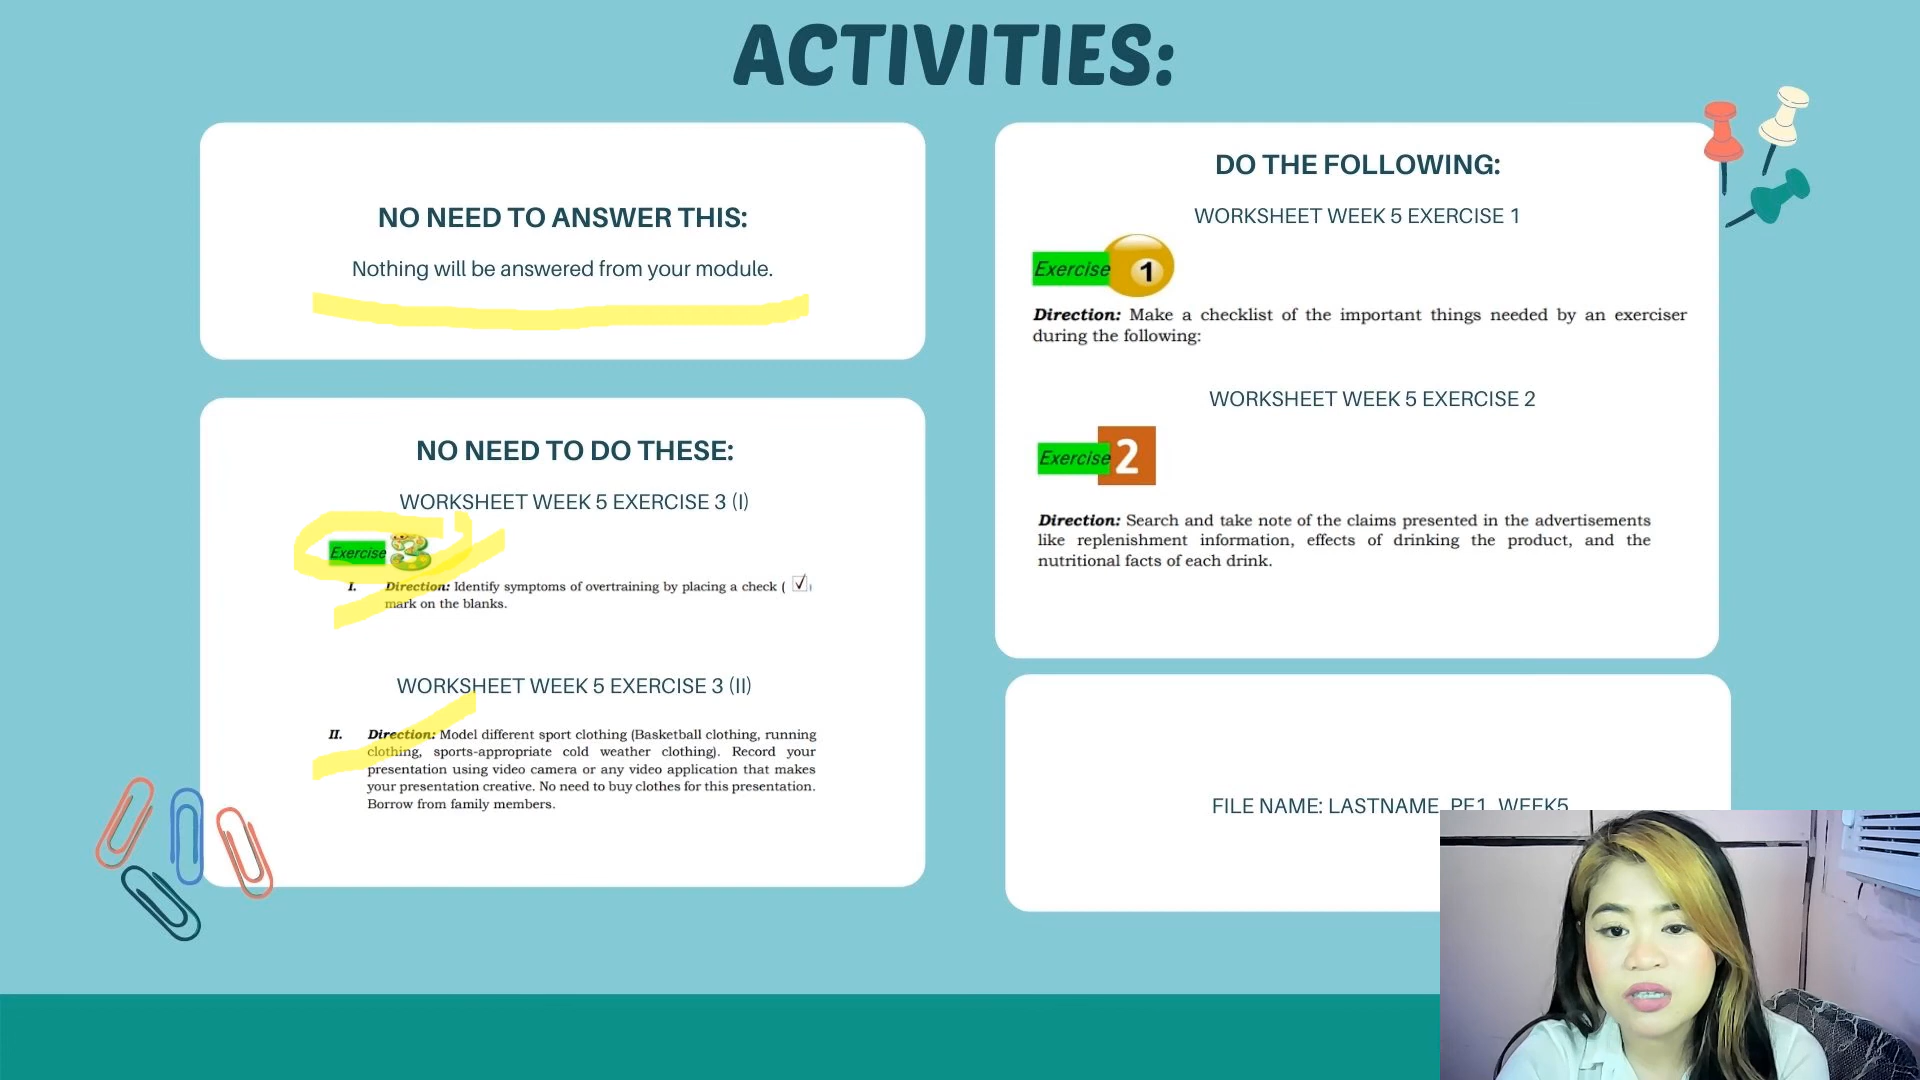 ACTIVITIES:
NO NEED TO ANSWER THIS:
Nothing will be answered from your module.
NO NEED TO DO THESE:
WORKSHEET WEEK 5 EXERCISE 3 (I)
Exercise 3
I. Direction: Identify symptoms of overtraining by placing a check ( ✓
mark on the blanks.
WORKSHEET WEEK 5 EXERCISE 3 (II)
II. Direction: Model different sport clothing (Basketball clothing, running
clothing, sports-appropriate cold weather clothing). Record your
presentation using video camera or any video application that makes
your presentation creative. No need to buy clothes for this presentation.
Borrow from family members.
DO THE FOLLOWING:
WORKSHEET WEEK 5 EXERCISE 1
Exercise 1
Direction: Make a checklist of the important things needed by an exerciser
during the following:
WORKSHEET WEEK 5 EXERCISE 2
Exercise 2
Direction: Search and take note of the claims presented in the advertisements
like replenishment information, effects of drinking the product, and the
nutritional facts of each drink.
FILE NAME: LASTNAME_PE1_WEEK5